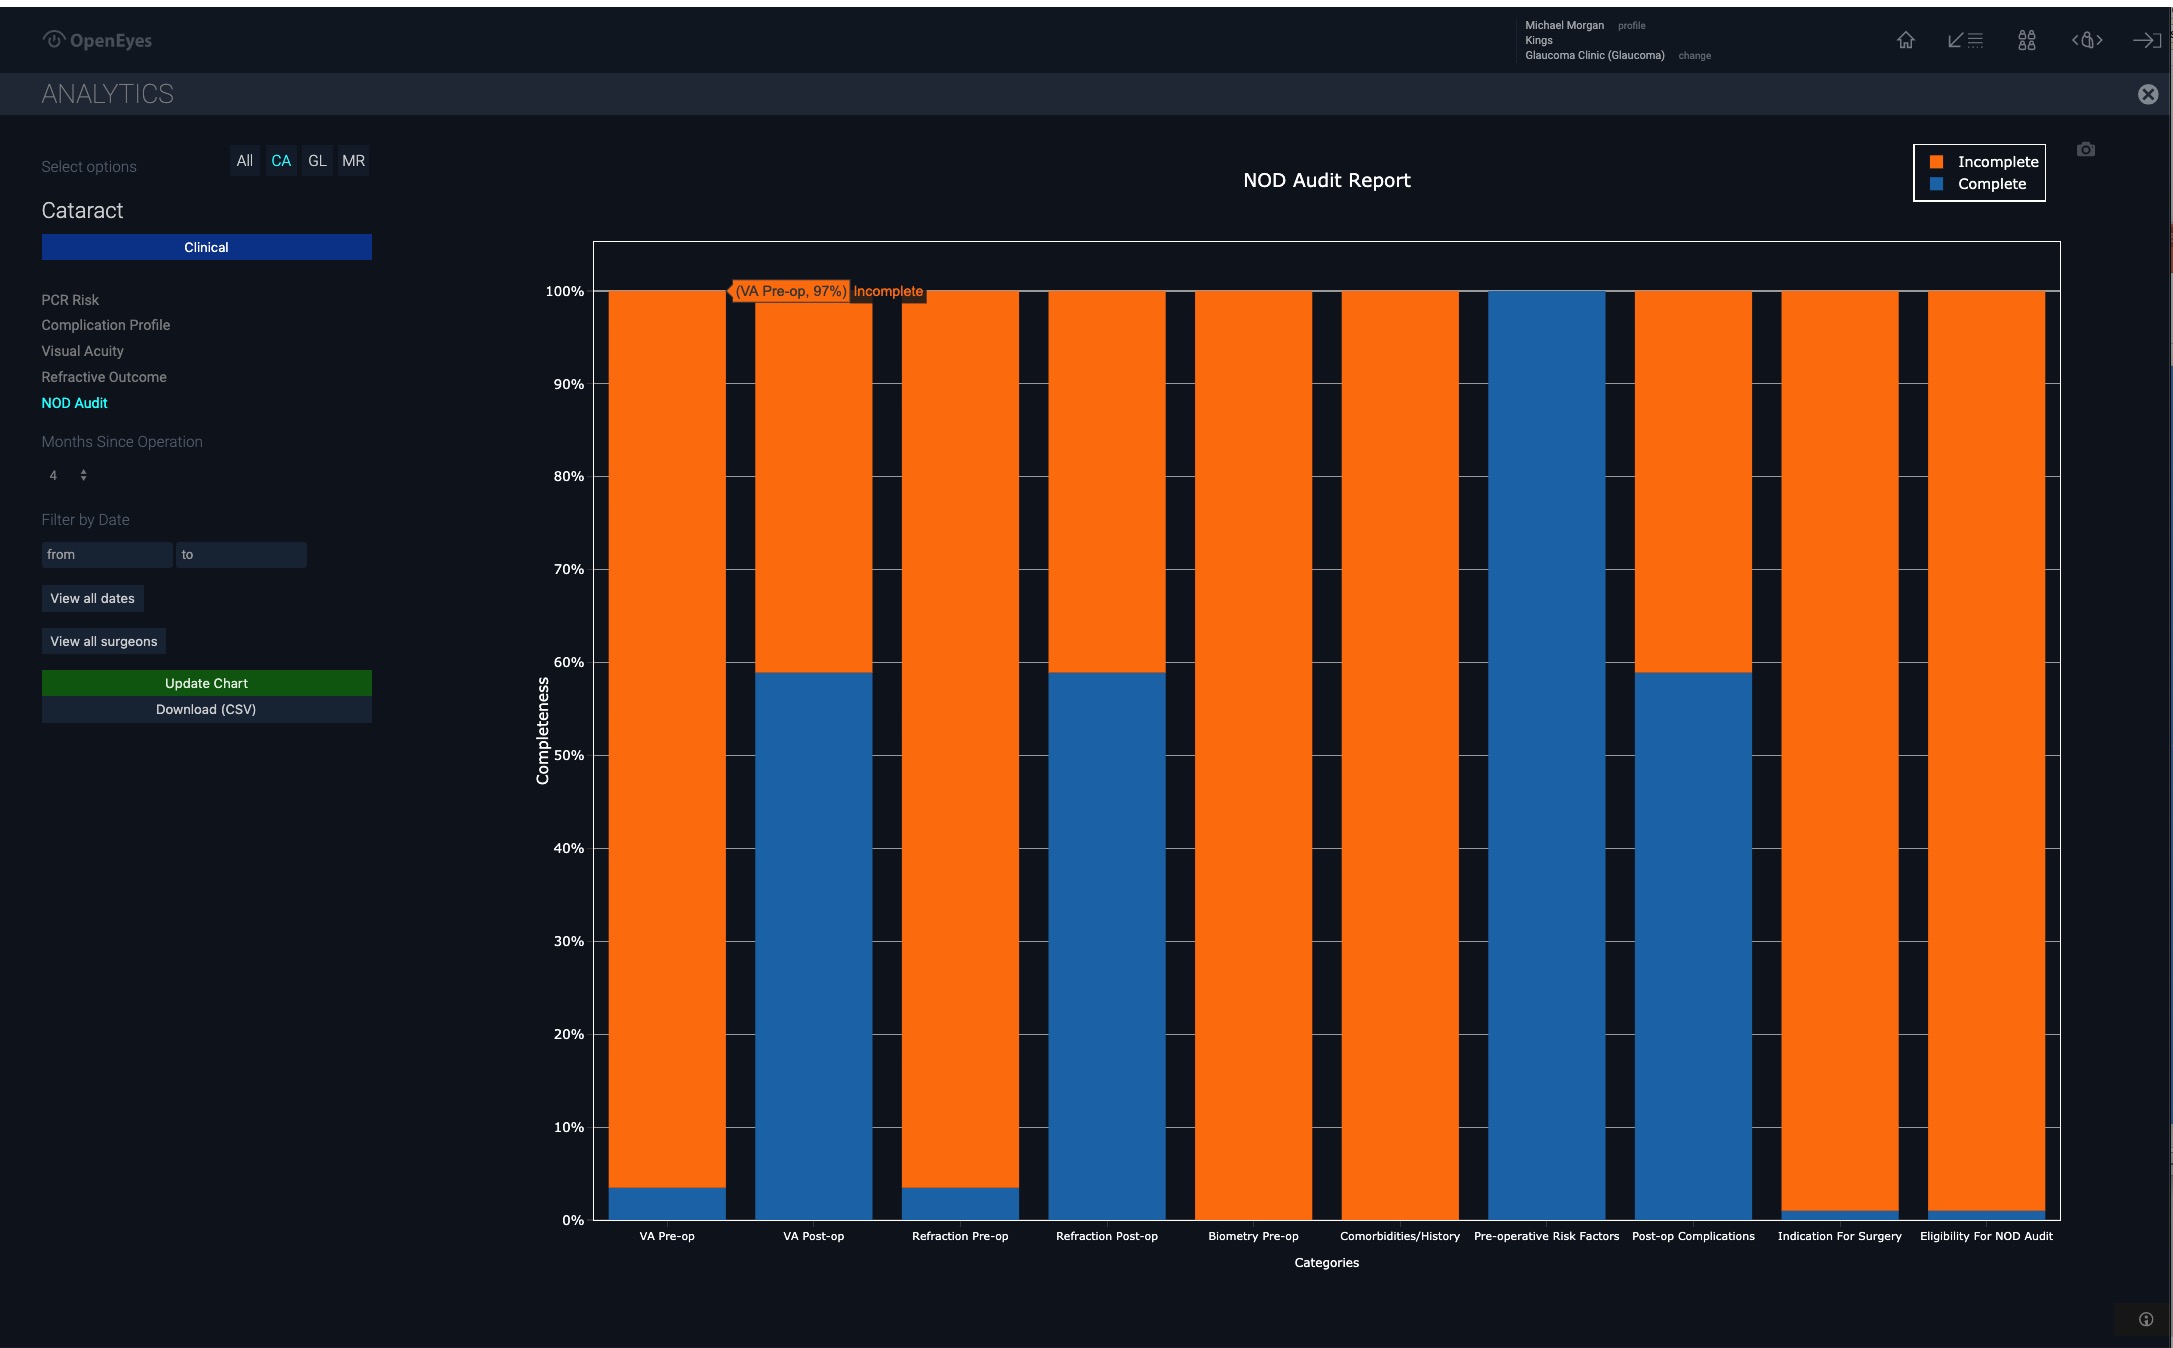 OpenEyes
Michael Morgan profile
Kings
Glaucoma Clinic (Glaucoma) change
ANALYTICS
Select options
All CA GL MR
Cataract
Clinical
PCR Risk
Complication Profile
Visual Acuity
Refractive Outcome
NOD Audit
Months Since Operation
4
Filter by Date
from to
View all dates
View all surgeons
Update Chart
Download (CSV)
NOD Audit Report
Incomplete
Complete
(VA Pre-op, 97%) Incomplete
100%
90%
80%
70%
60%
50%
40%
30%
20%
10%
0%
Completeness
VA Pre-op VA Post-op Refraction Pre-op Refraction Post-op Biometry Pre-op Comorbidities/History Pre-operative Risk Factors Post-op Complications Indication For Surgery Eligibility For NOD Audit
Categories